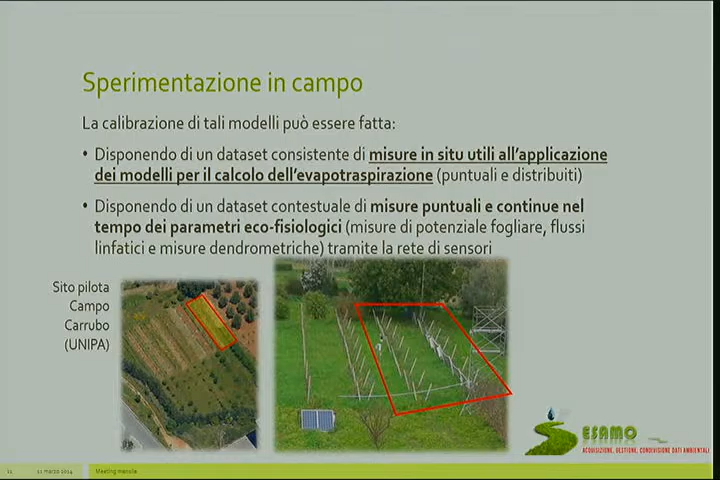 Sperimentazione in campo
La calibrazione di tali modelli può essere fatta:
• Disponendo di un dataset consistente di misure in situ utili all'applicazione
dei modelli per il calcolo dell'evapotraspirazione (puntuali e distribuiti)
• Disponendo di un dataset contestuale di misure puntuali e continue nel
tempo dei parametri eco-fisiologici (misure di potenziale fogliare, flussi
linfatici e misure dendrometriche) tramite la rete di sensori
Sito pilota
Campo
Carrubo
(UNIPA)
ESAMO
ACQUISIZIONE, GESTIONE, CONDIVISIONE DATI AMBIENTALI
11 marzo 2014